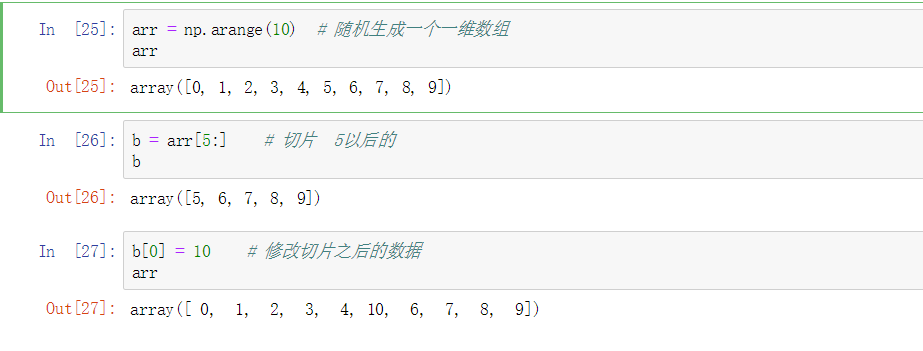 In [25]: arr = np.arange(10)  # 随机生成一个一维数组
arr
Out[25]: array([0, 1, 2, 3, 4, 5, 6, 7, 8, 9])
In [26]: b = arr[5:]    # 切片  5以后的
b
Out[26]: array([5, 6, 7, 8, 9])
In [27]: b[0] = 10    # 修改切片之后的数据
arr
Out[27]: array([ 0,  1,  2,  3,  4, 10,  6,  7,  8,  9])